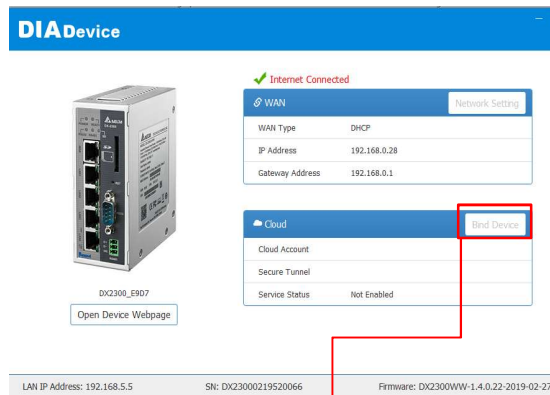 DIADevice
Internet Connected
WAN
Network Setting
WAN Type DHCP
IP Address 192.168.0.28
Gateway Address 192.168.0.1
Cloud
Bind Device
Cloud Account
Secure Tunnel
Service Status Not Enabled
DX2300_E9D7
Open Device Webpage
LAN IP Address: 192.168.5.5 SN: DX23000219520066 Firmware: DX2300WW-1.4.0.22-2019-02-27